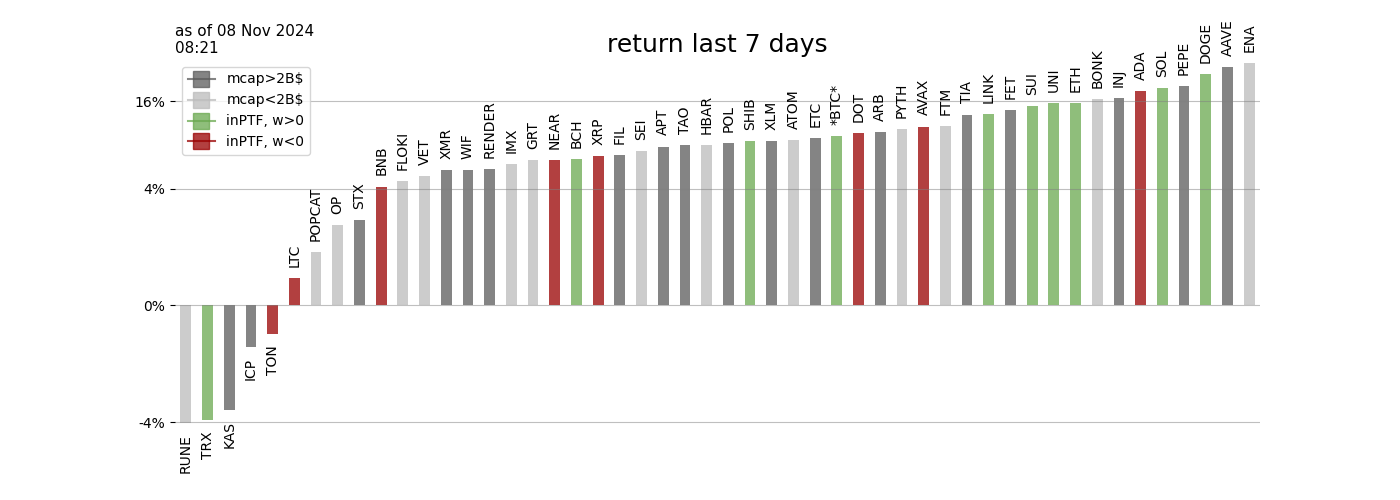 as of 08 Nov 2024
08:21
return last 7 days
mcap>2B$
mcap<2B$
inPTF, w>0
inPTF, w<0
16%
4%
0%
-4%
RUNE
TRX
KAS
ICP
TON
LTC
POPCAT
OP
STX
BNB
FLOKI
VET
XMR
WIF
RENDER
IMX
GRT
NEAR
BCH
XRP
FIL
SEI
APT
TAO
HBAR
POL
SHIB
XLM
ATOM
ETC
*BTC*
DOT
ARB
PYTH
AVAX
FTM
TIA
LINK
FET
SUI
UNI
ETH
BONK
INJ
ADA
SOL
PEPE
DOGE
AAVE
ENA